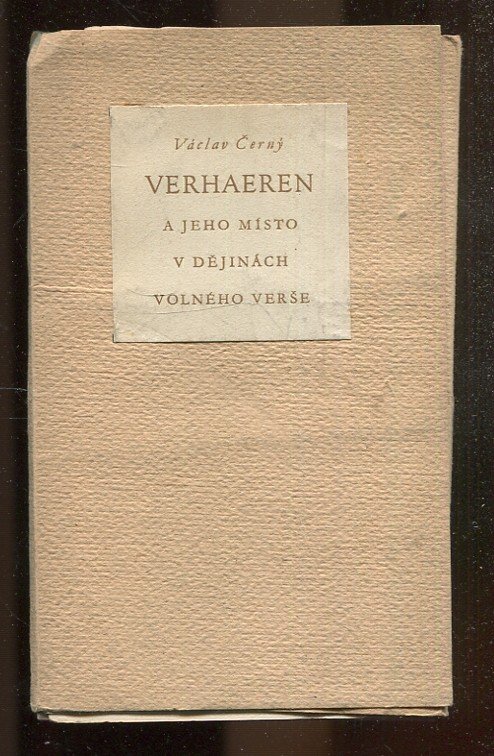 Václav Černý
VERHAEREN
A JEHO MÍSTO
V DĚJINÁCH
VOLNÉHO VERŠE